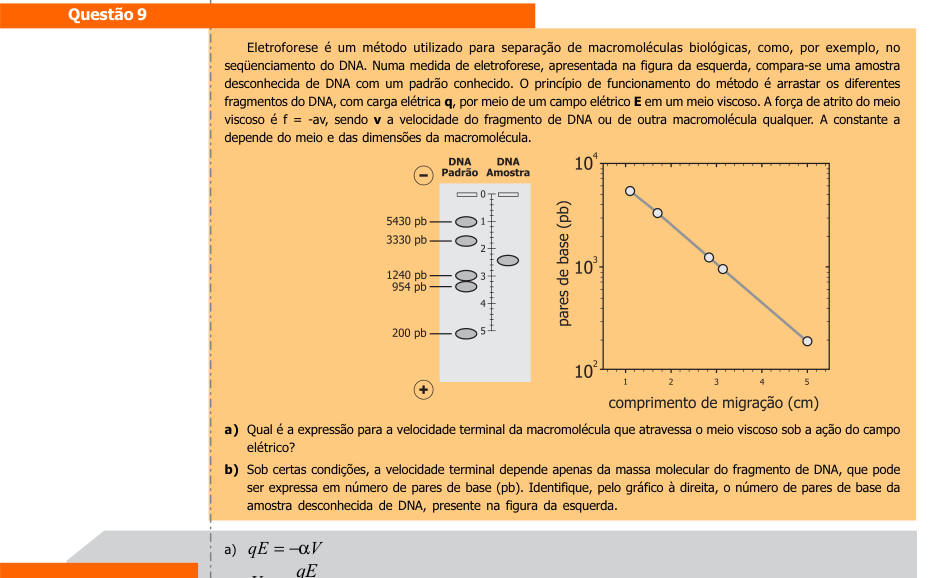 Questão 9
Eletroforese é um método utilizado para separação de macromoléculas biológicas, como, por exemplo, no
seqüenciamento do DNA. Numa medida de eletroforese, apresentada na figura da esquerda, compara-se uma amostra
desconhecida de DNA com um padrão conhecido. O princípio de funcionamento do método é arrastar os diferentes
fragmentos do DNA, com carga elétrica q, por meio de um campo elétrico E em um meio viscoso. A força de atrito do meio
viscoso é f = -av, sendo v a velocidade do fragmento de DNA ou de outra macromolécula qualquer. A constante a
depende do meio e das dimensões da macromolécula.
DNA Padrão
DNA Amostra
−
0
1
2
3
4
5
5430 pb
3330 pb
1240 pb
954 pb
200 pb
+
pares de base (pb)
10⁴
10³
10²
1 2 3 4 5
comprimento de migração (cm)
a) Qual é a expressão para a velocidade terminal da macromolécula que atravessa o meio viscoso sob a ação do campo
elétrico?
b) Sob certas condições, a velocidade terminal depende apenas da massa molecular do fragmento de DNA, que pode
ser expressa em número de pares de base (pb). Identifique, pelo gráfico à direita, o número de pares de base da
amostra desconhecida de DNA, presente na figura da esquerda.
a) qE = −αV
qE